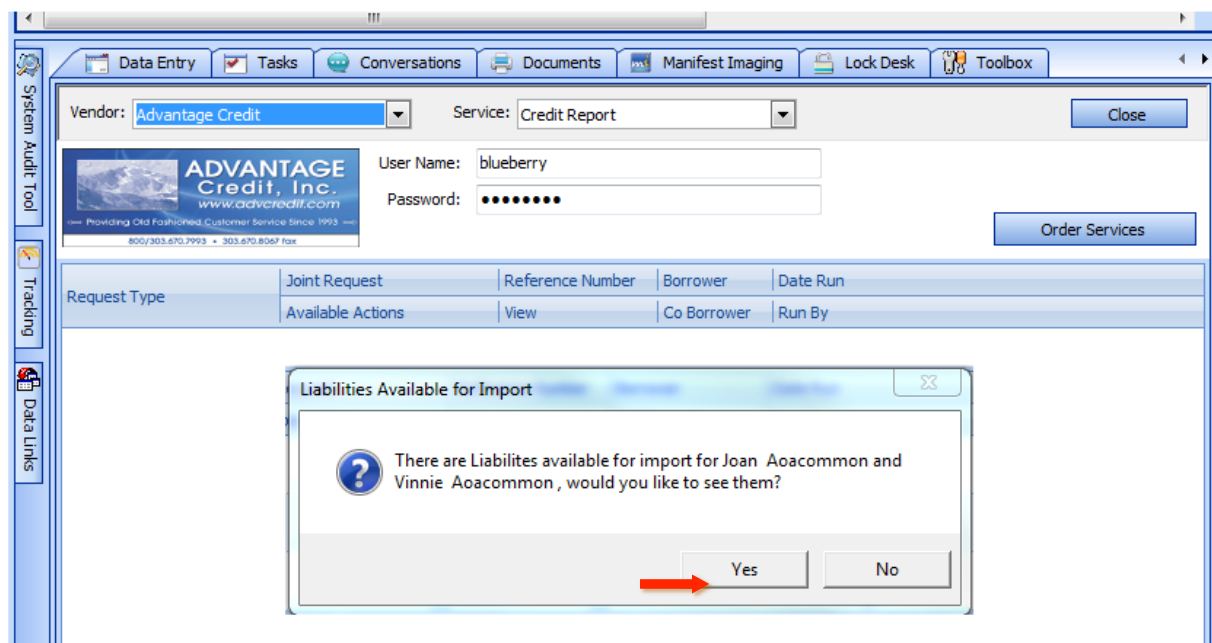 Data Entry
Tasks
Conversations
Documents
Manifest Imaging
Lock Desk
Toolbox
System Audit Tool
Tracking
Data Links
Vendor: Advantage Credit
Service: Credit Report
Close
ADVANTAGE
Credit, Inc.
www.advcredit.com
Providing Old Fashioned Customer Service Since 1993
800/303.670.7993 • 303.670.8067 fax
User Name: blueberry
Password: ••••••••
Order Services
Request Type
Joint Request
Reference Number
Borrower
Date Run
Available Actions
View
Co Borrower
Run By
Liabilities Available for Import
There are Liabilites available for import for Joan Aoacommon and
Vinnie Aoacommon , would you like to see them?
Yes
No